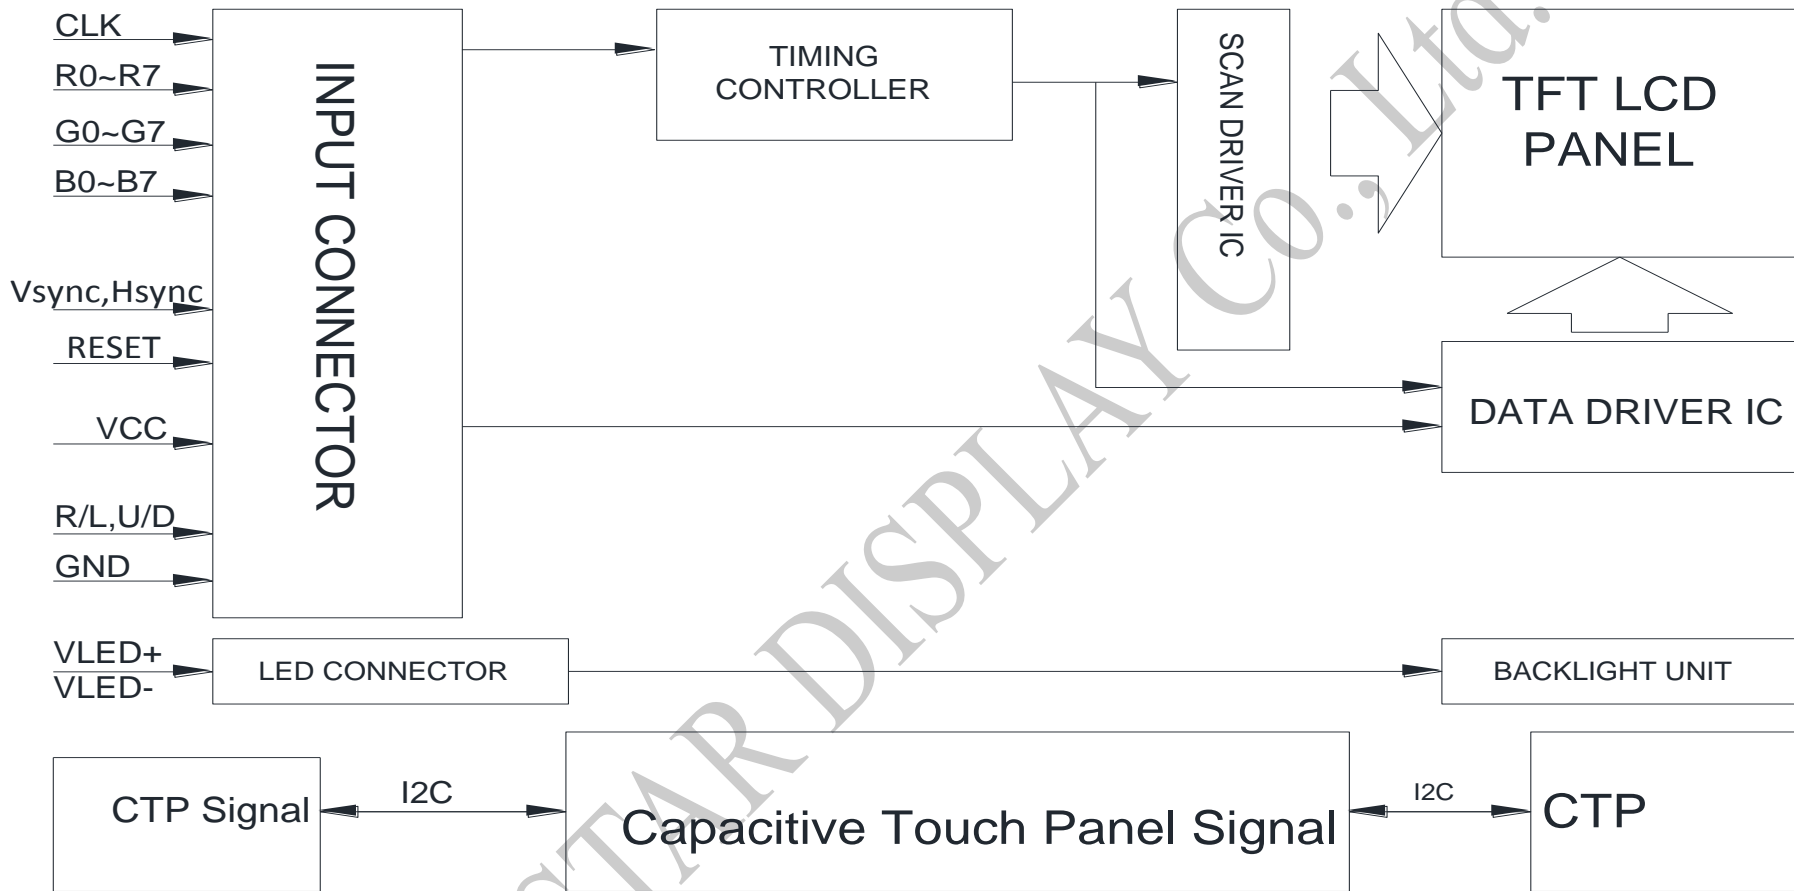 CLK
R0~R7
G0~G7
B0~B7
Vsync,Hsync
RESET
VCC
R/L,U/D
GND
INPUT CONNECTOR
TIMING
CONTROLLER
SCAN DRIVER IC
TFT LCD
PANEL
DATA DRIVER IC
VLED+
VLED-
LED CONNECTOR
BACKLIGHT UNIT
CTP Signal
I2C
Capacitive Touch Panel Signal
I2C
CTP
STAR DISPLAY Co., Ltd.